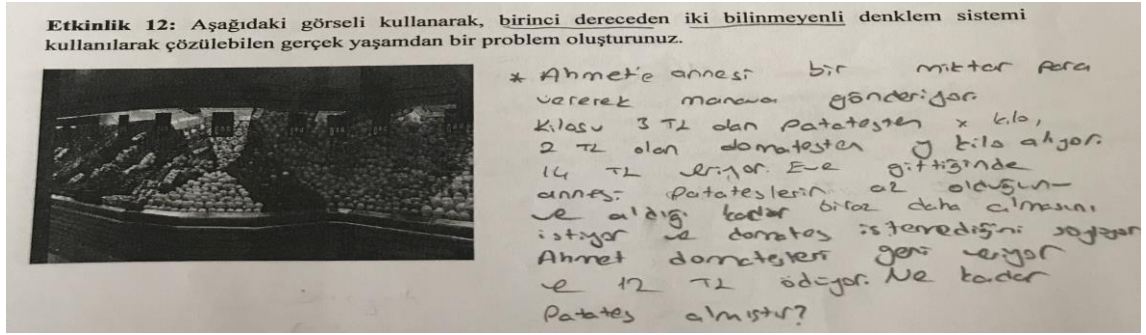 Etkinlik 12: Aşağıdaki görseli kullanarak, birinci dereceden iki bilinmeyenli denklem sistemi
kullanılarak çözülebilen gerçek yaşamdan bir problem oluşturunuz.
* Ahmet'e annesi bir miktar para
vererek manava gönderiyor.
Kilosu 3 TL olan patatesten x kilo,
2 TL olan domatesten y kilo alıyor.
14 TL veriyor. Eve gittiğinde
annesi patateslerin az olduğun-
ve aldığı kadar biraz daha almasını
istiyor ve domates istemediğini söylüyor
Ahmet domatesleri geri veriyor
ve 12 TL ödüyor. Ne kadar
Patates almıştır?